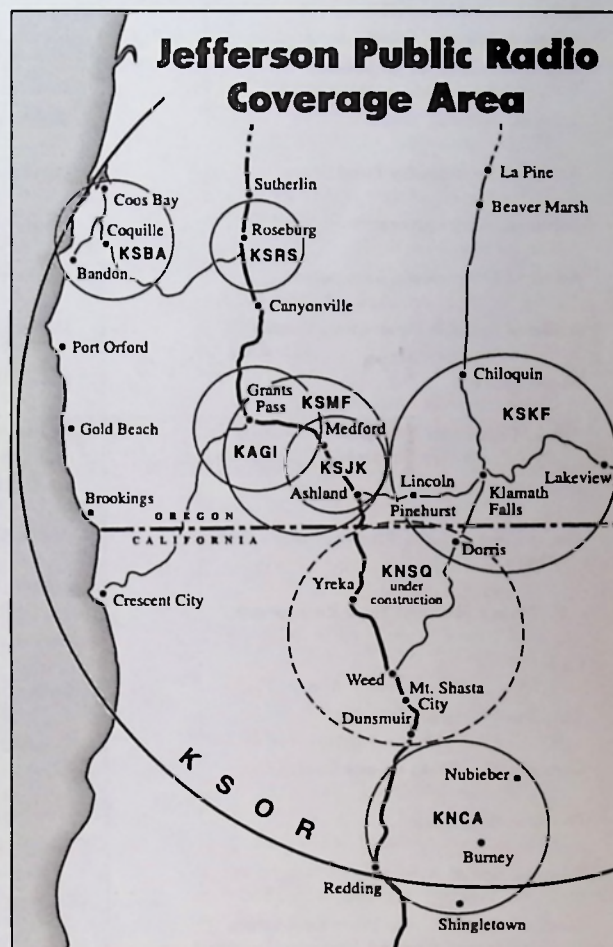 Jefferson Public Radio
Coverage Area
La Pine
Sutherlin
Coos Bay
Beaver Marsh
Coquille
KSBA
Roseburg
KSRS
Bandon
Canyonville
Port Orford
Chiloquin
Grants
Pass
KSMF
KSKF
Gold Beach
Medford
KAGI
KSJK
Lakeview
Ashland
Lincoln
Klamath
Falls
Pinehurst
Brookings
OREGON
CALIFORNIA
Dorris
KNSQ
under
construction
Yreka
Crescent City
Weed
Mt. Shasta
City
Dunsmuir
KSOR
Nubieber
KNCA
Burney
Redding
Shingletown